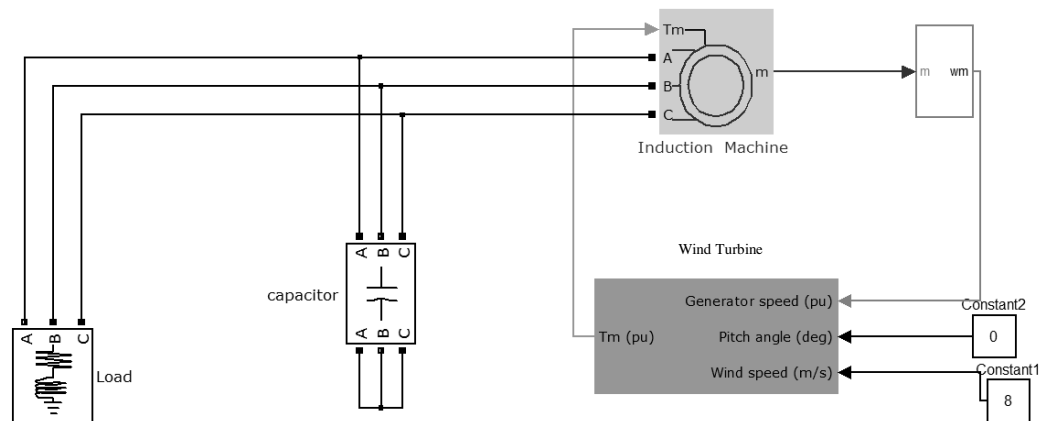 Tm
A
B
C
m
m
wm
Induction Machine
A
B
C
Wind Turbine
capacitor
Generator speed (pu)
Constant2
A
B
C
Load
A
B
C
Tm (pu)
Pitch angle (deg)
0
Wind speed (m/s)
Constant1
8